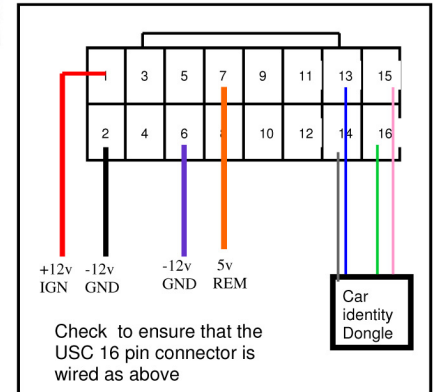 1 3 5 7 9 11 13 15
2 4 6 8 10 12 14 16
+12v -12v -12v 5v
IGN GND GND REM
Car
identity
Dongle
Check to ensure that the
USC 16 pin connector is
wired as above